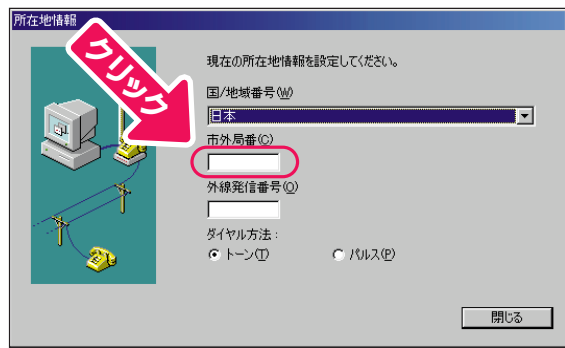 所在地情報
クリック
現在の所在地情報を設定してください。
国/地域番号(W)
日本
市外局番(C)
外線発信番号(O)
ダイヤル方法：
トーン(T) パルス(P)
閉じる